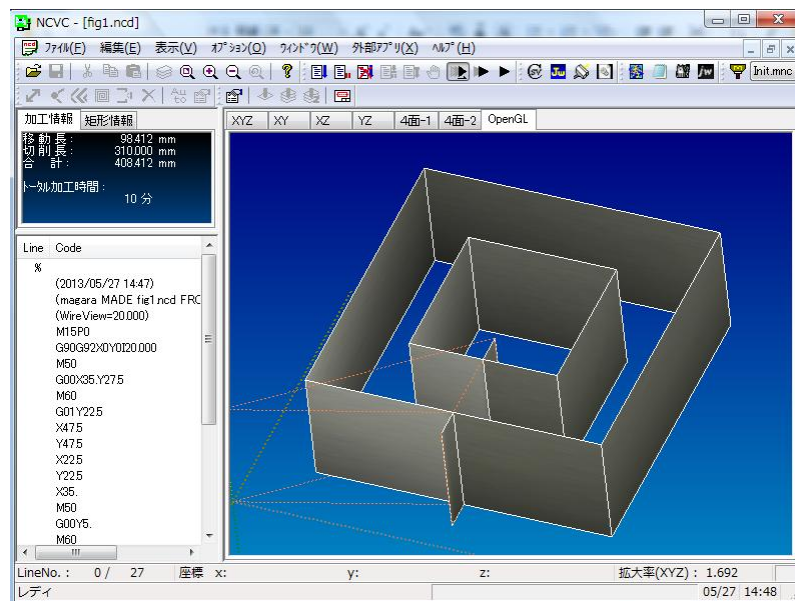 NCVC - [fig1.ncd]
ファイル(F) 編集(E) 表示(V) オプション(O) ウィンドウ(W) 外部アプリ(X) ヘルプ(H)
Init.mnc
加工情報 矩形情報
移動長: 98.412 mm
切削長: 310.000 mm
合 計: 408.412 mm
トータル加工時間:
10 分
XYZ XY XZ YZ 4面-1 4面-2 OpenGL
Line Code
%
(2013/05/27 14:47)
(magara MADE fig1.ncd FRC
(WireView=20.000)
M15P0
G90G92X0Y0I20.000
M50
G00X35.Y27.5
M60
G01Y22.5
X47.5
Y47.5
X22.5
Y22.5
X35.
M50
G00Y5.
M60
LineNo. : 0 / 27 座標 x: y: z: 拡大率(XYZ) : 1.692
レディ 05/27 14:48